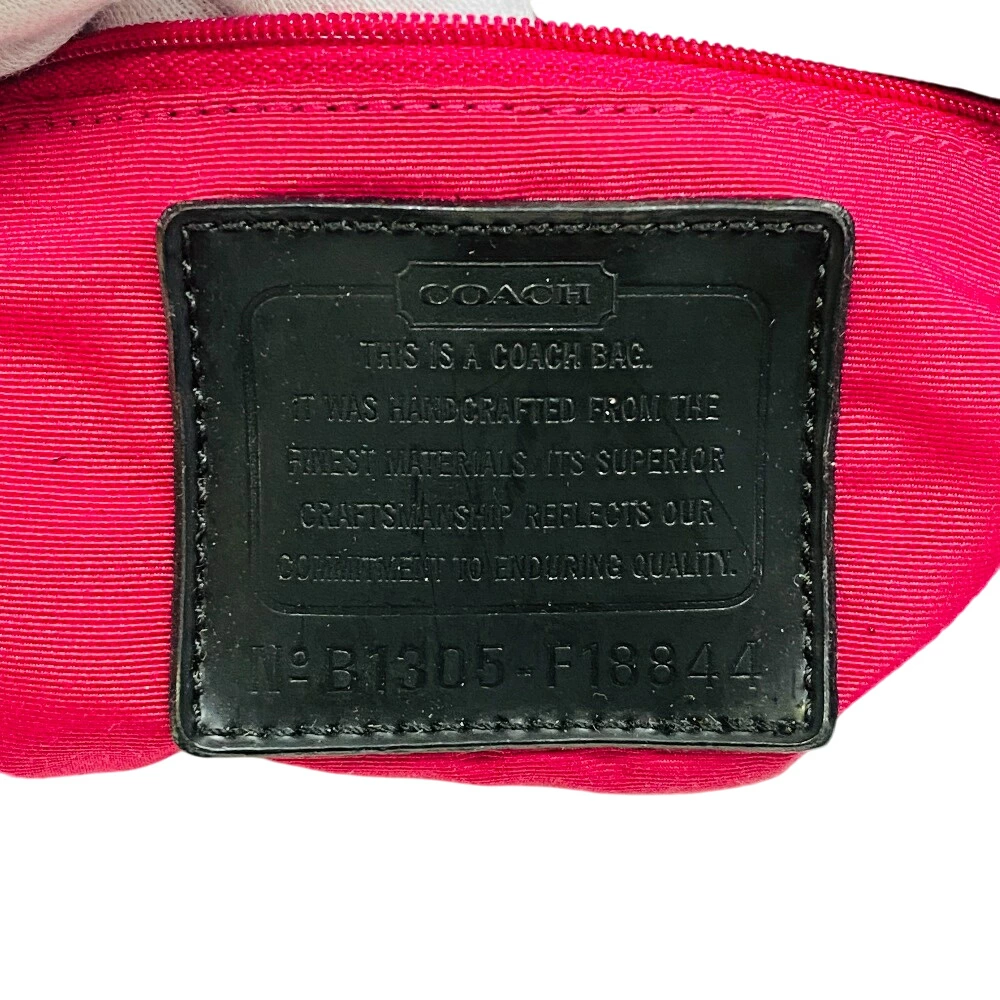 COACH
THIS IS A COACH BAG.
IT WAS HANDCRAFTED FROM THE
FINEST MATERIALS. ITS SUPERIOR
CRAFTSMANSHIP REFLECTS OUR
COMMITMENT TO ENDURING QUALITY.
Nº B1305-F18844